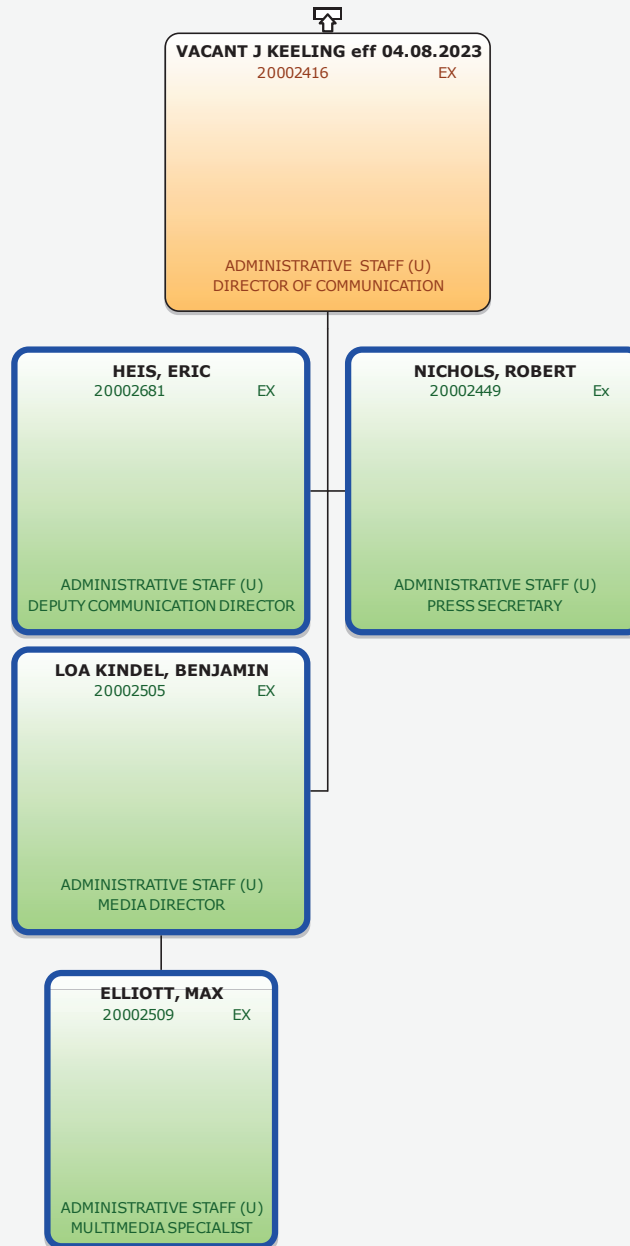 VACANT J KEELING eff 04.08.2023
20002416 EX
ADMINISTRATIVE STAFF (U)
DIRECTOR OF COMMUNICATION
HEIS, ERIC
20002681 EX
ADMINISTRATIVE STAFF (U)
DEPUTY COMMUNICATION DIRECTOR
NICHOLS, ROBERT
20002449 Ex
ADMINISTRATIVE STAFF (U)
PRESS SECRETARY
LOA KINDEL, BENJAMIN
20002505 EX
ADMINISTRATIVE STAFF (U)
MEDIA DIRECTOR
ELLIOTT, MAX
20002509 EX
ADMINISTRATIVE STAFF (U)
MULTIMEDIA SPECIALIST